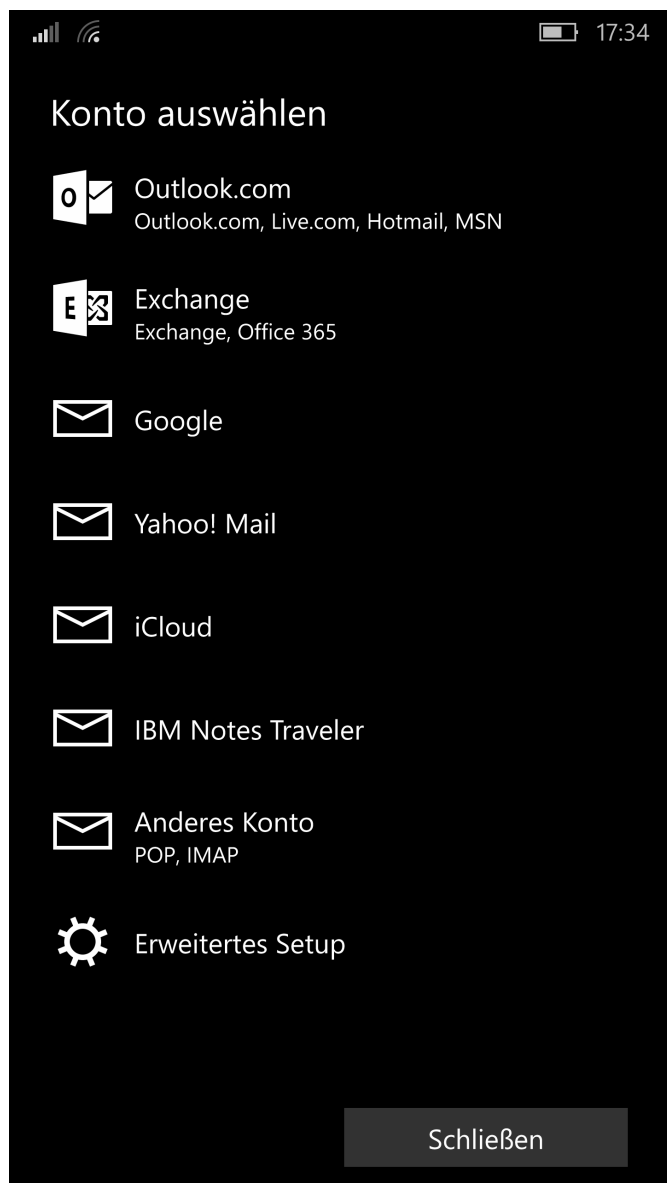 17:34
Konto auswählen
O
Outlook.com
Outlook.com, Live.com, Hotmail, MSN
E
Exchange
Exchange, Office 365
Google
Yahoo! Mail
iCloud
IBM Notes Traveler
Anderes Konto
POP, IMAP
Erweitertes Setup
Schließen